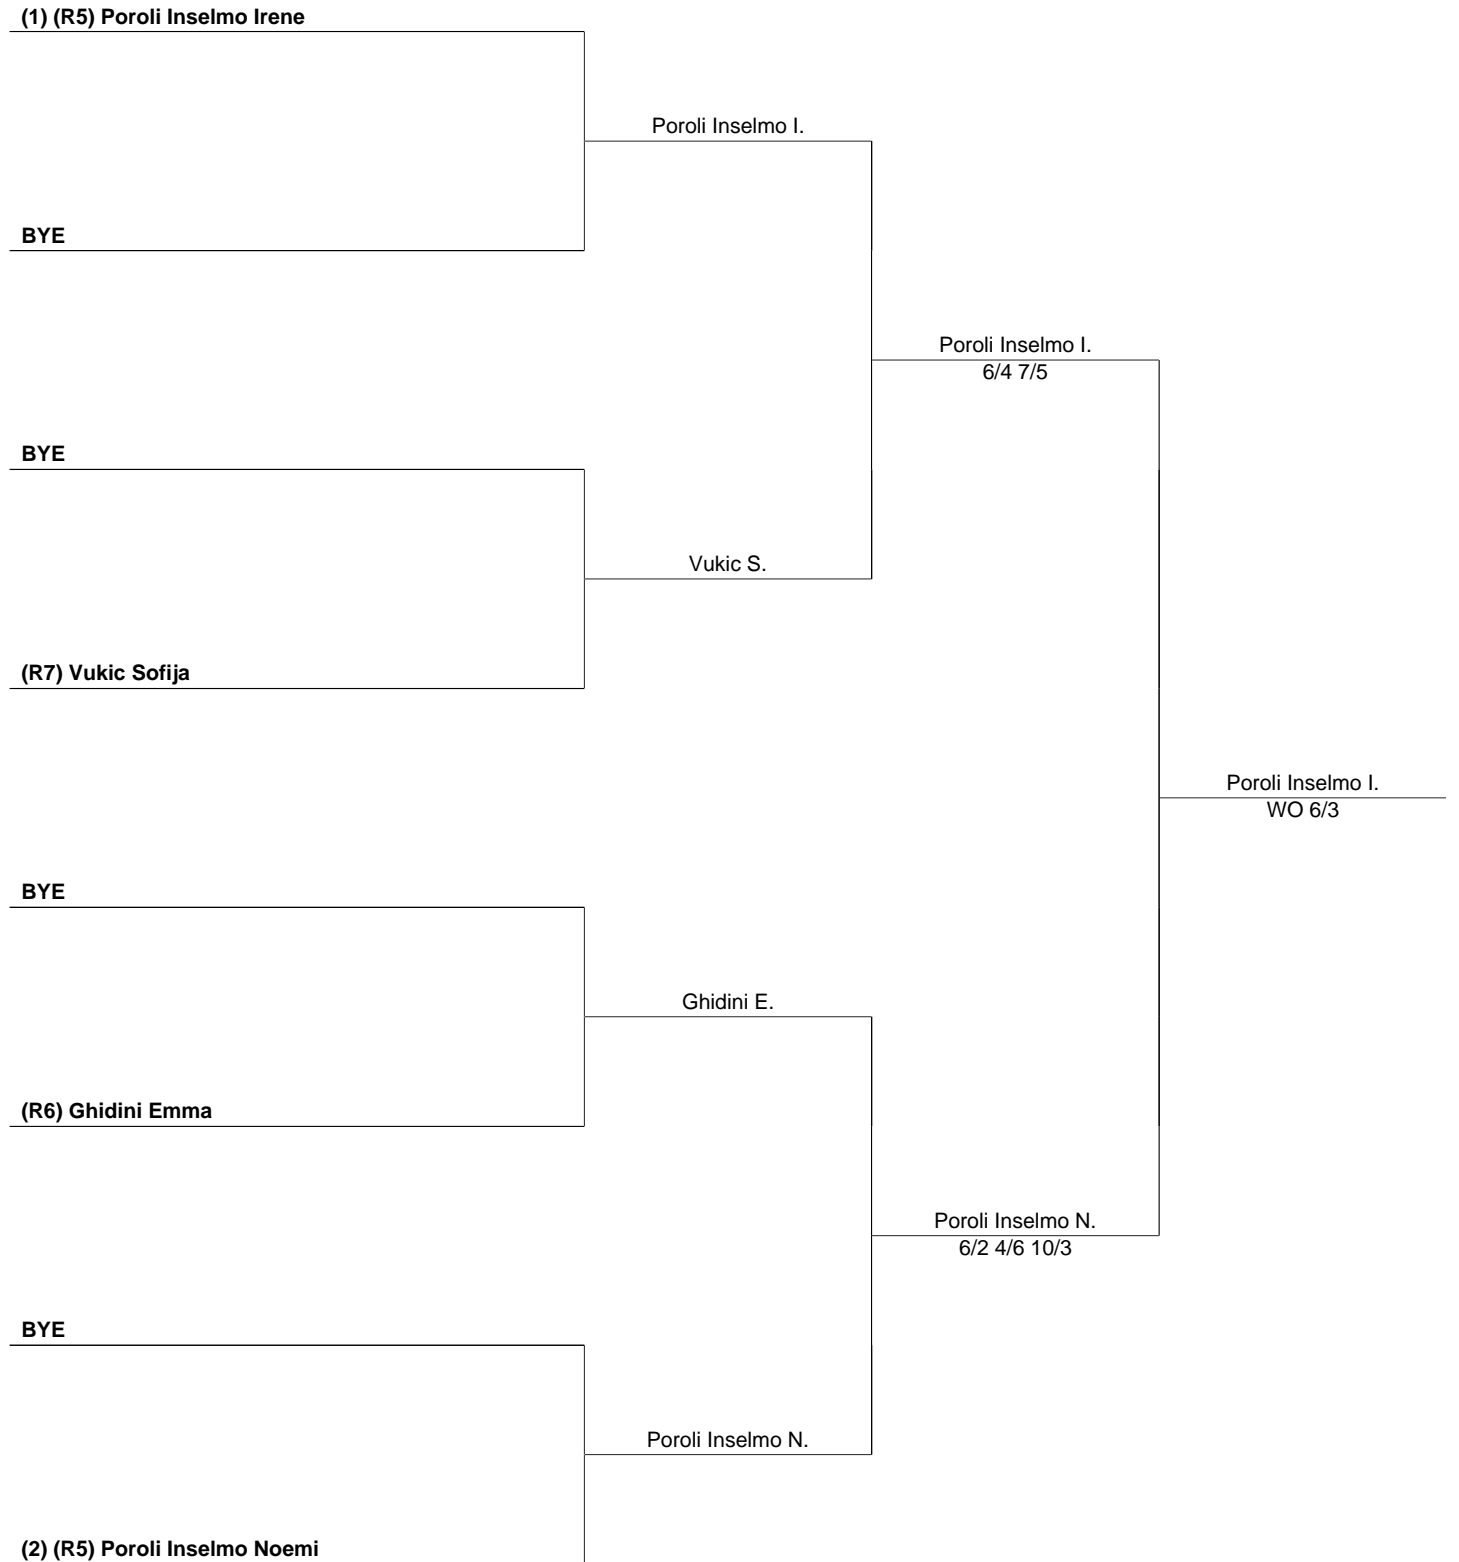 (1) (R5) Poroli Inselmo Irene
Poroli Inselmo I.
BYE
Poroli Inselmo I.
6/4 7/5
BYE
Vukic S.
(R7) Vukic Sofija
Poroli Inselmo I.
WO 6/3
BYE
Ghidini E.
(R6) Ghidini Emma
Poroli Inselmo N.
6/2 4/6 10/3
BYE
Poroli Inselmo N.
(2) (R5) Poroli Inselmo Noemi